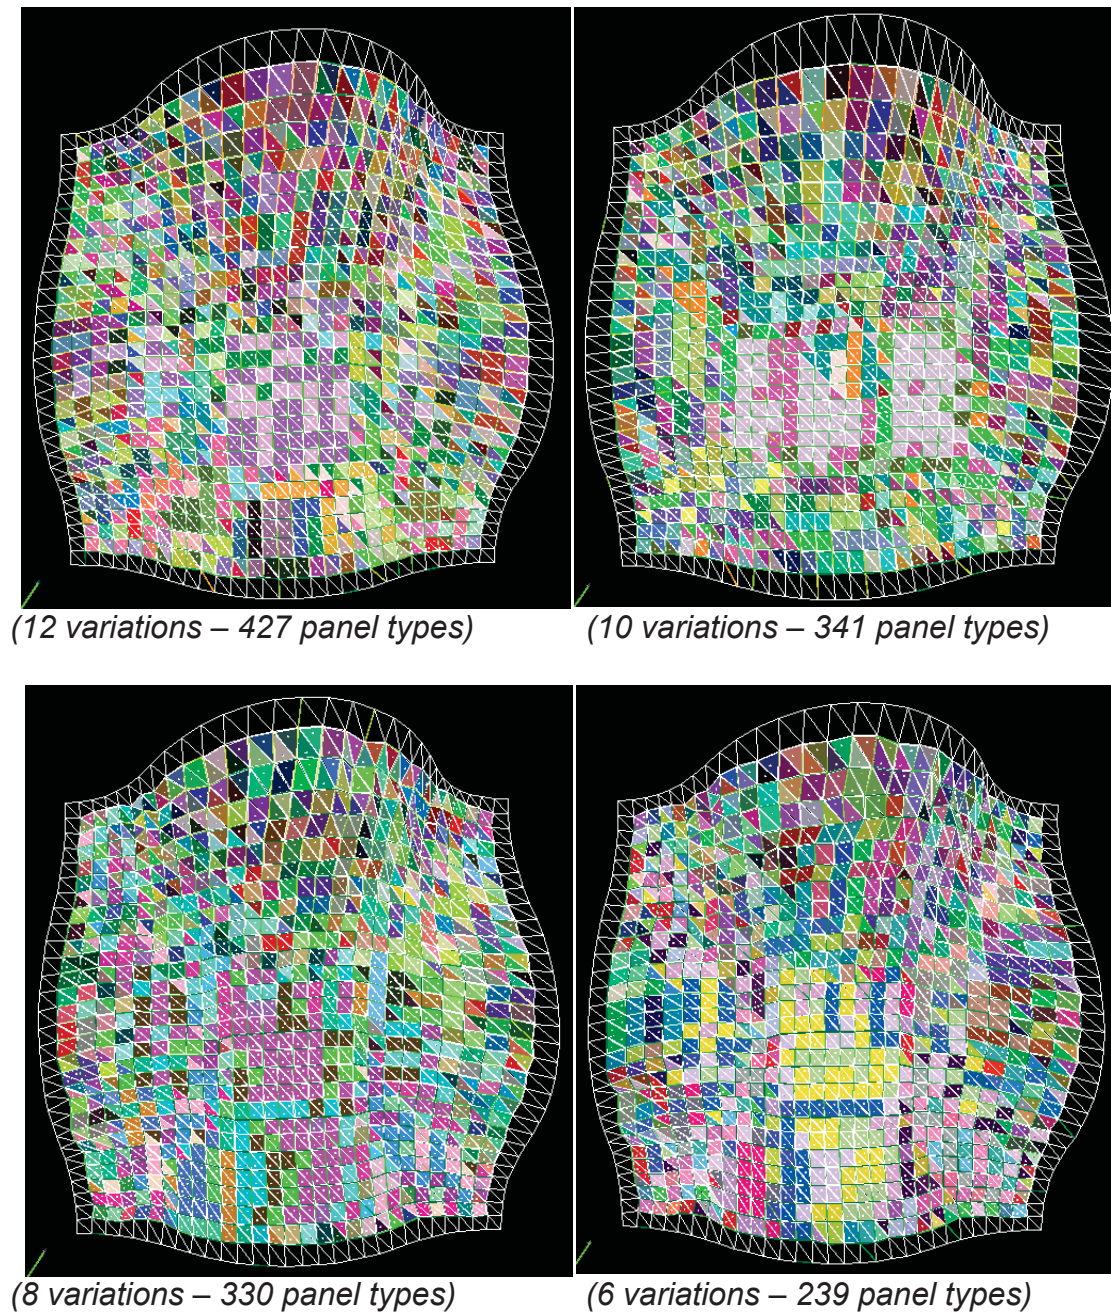 (12 variations – 427 panel types)
(10 variations – 341 panel types)
(8 variations – 330 panel types)
(6 variations – 239 panel types)